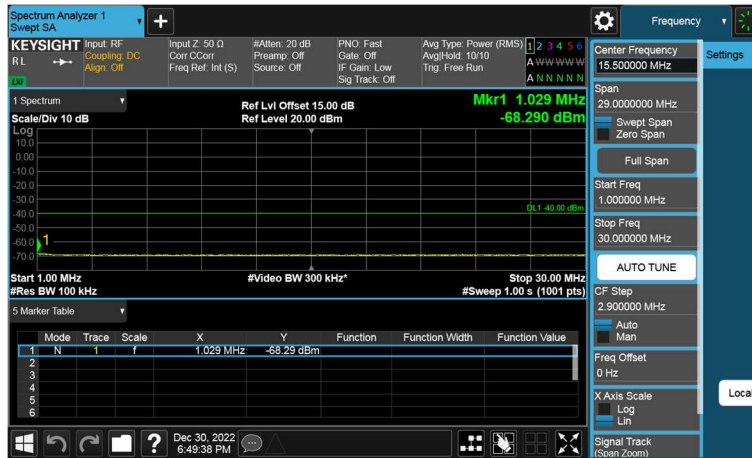 Spectrum Analyzer 1
Swept SA
Frequency
KEYSIGHT
RL
LXI
Input: RF
Coupling: DC
Align: Off
Input Z: 50 Ω
Corr CCorr
Freq Ref: Int (S)
#Atten: 20 dB
Preamp: Off
Source: Off
PNO: Fast
Gate: Off
IF Gain: Low
Sig Track: Off
Avg Type: Power (RMS)
Avg|Hold: 10/10
Trig: Free Run
1 2 3 4 5 6
A W W W W W
A N N N N N
Center Frequency
15.500000 MHz
Settings
Span
29.0000000 MHz
Swept Span
Zero Span
Full Span
Start Freq
1.000000 MHz
Stop Freq
30.000000 MHz
AUTO TUNE
CF Step
2.900000 MHz
Auto
Man
Freq Offset
0 Hz
X Axis Scale
Log
Lin
Local
Signal Track
(Span Zoom)
1 Spectrum
Scale/Div 10 dB
Ref Lvl Offset 15.00 dB
Ref Level 20.00 dBm
Mkr1 1.029 MHz
-68.290 dBm
Log
10.0
0.00
-10.0
-20.0
-30.0
-40.0
-50.0
-60.0
-70.0
DL1 -40.00 dBm
1
Start 1.00 MHz
#Res BW 100 kHz
#Video BW 300 kHz*
Stop 30.00 MHz
#Sweep 1.00 s (1001 pts)
5 Marker Table
Mode Trace Scale X Y Function Function Width Function Value
1 N 1 f 1.029 MHz -68.29 dBm
2
3
4
5
6
?
Dec 30, 2022
6:49:38 PM